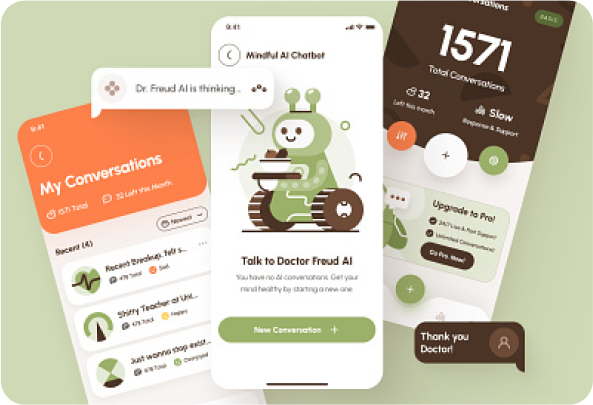 9:41
Mindful AI Chatbot
Dr. Freud AI is thinking...
Talk to Doctor Freud AI
You have no AI conversations. Get your
mind healthy by starting a new one.
New Conversation +
9:41
My Conversations
1571 Total
32 Left this Month
Recent (4)
Newest
Recent Breakup, felt s...
478 Total
Sad
Shitty Teacher at Uni...
478 Total
Happy
Just wanna stop exist...
478 Total
Overjoyed
BASIC
1571
Total Conversations
32
Left this month
Slow
Response & Support
Upgrade to Pro!
24/7 Live & Fast Support
Unlimited Conversations!
Go Pro, Now!
Thank you
Doctor!